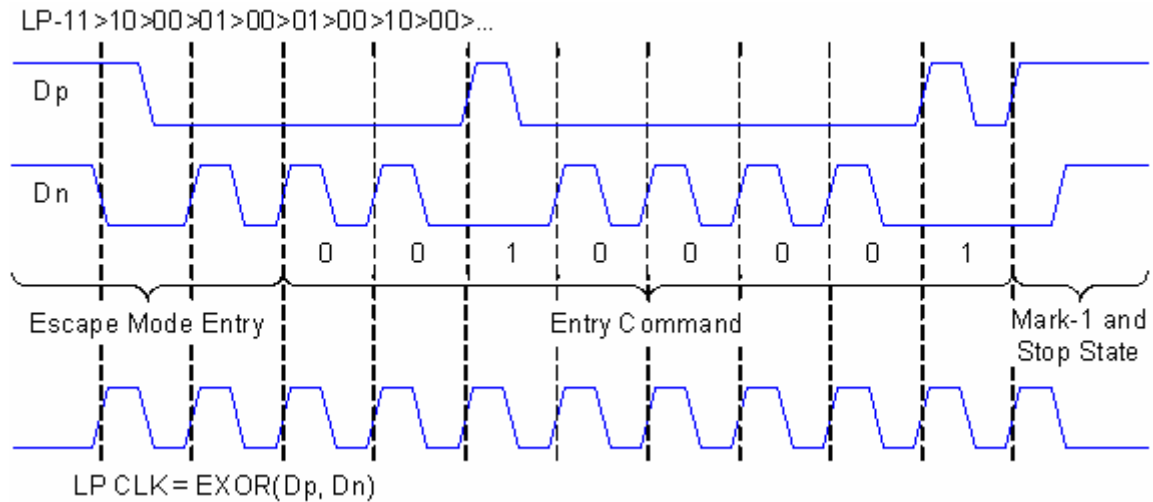 LP-11>10>00>01>00>01>00>10>00>...
Dp
Dn
0 0 1 0 0 0 0 1
Escape Mode Entry
Entry Command
Mark-1 and
Stop State
LP CLK = EXOR(Dp, Dn)